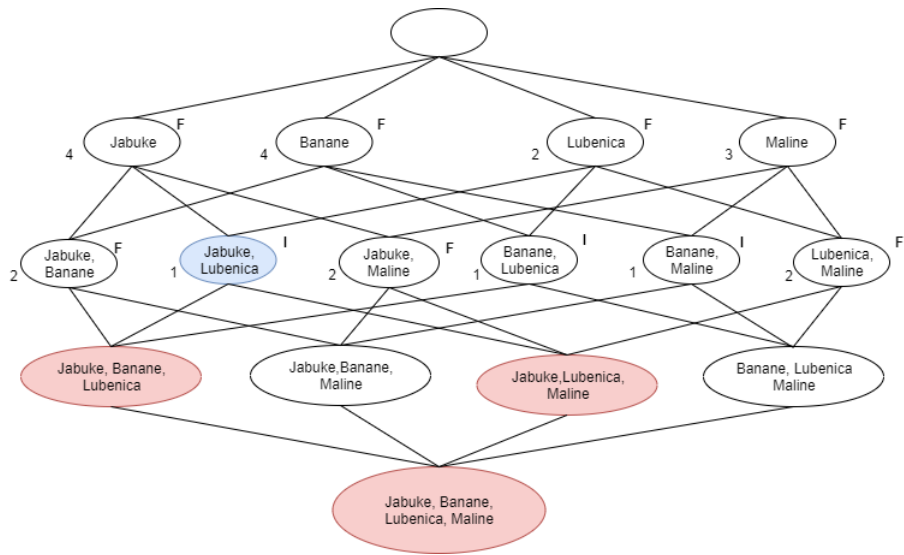 F
F
F
F
Jabuke
Banane
Lubenica
Maline
4
4
2
3
Jabuke,
Banane
F
Jabuke,
Lubenica
I
Jabuke,
Maline
F
Banane,
Lubenica
I
Banane,
Maline
I
Lubenica,
Maline
F
2
1
2
1
1
2
Jabuke, Banane,
Lubenica
Jabuke,Banane,
Maline
Jabuke,Lubenica,
Maline
Banane, Lubenica
Maline
Jabuke, Banane,
Lubenica, Maline